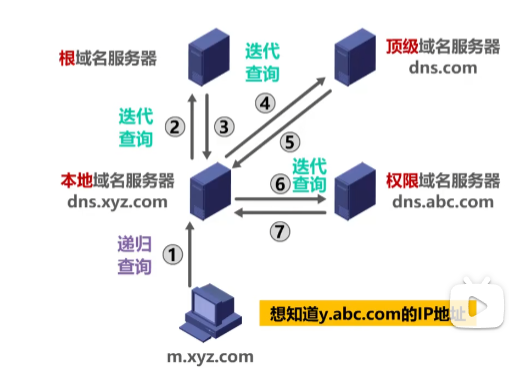 根域名服务器
迭代
查询
顶级域名服务器
dns.com
④
⑤
迭代
查询
②
③
本地域名服务器
dns.xyz.com
迭代
查询
⑥
权限域名服务器
dns.abc.com
⑦
递归
查询
①
想知道y.abc.com的IP地址
m.xyz.com